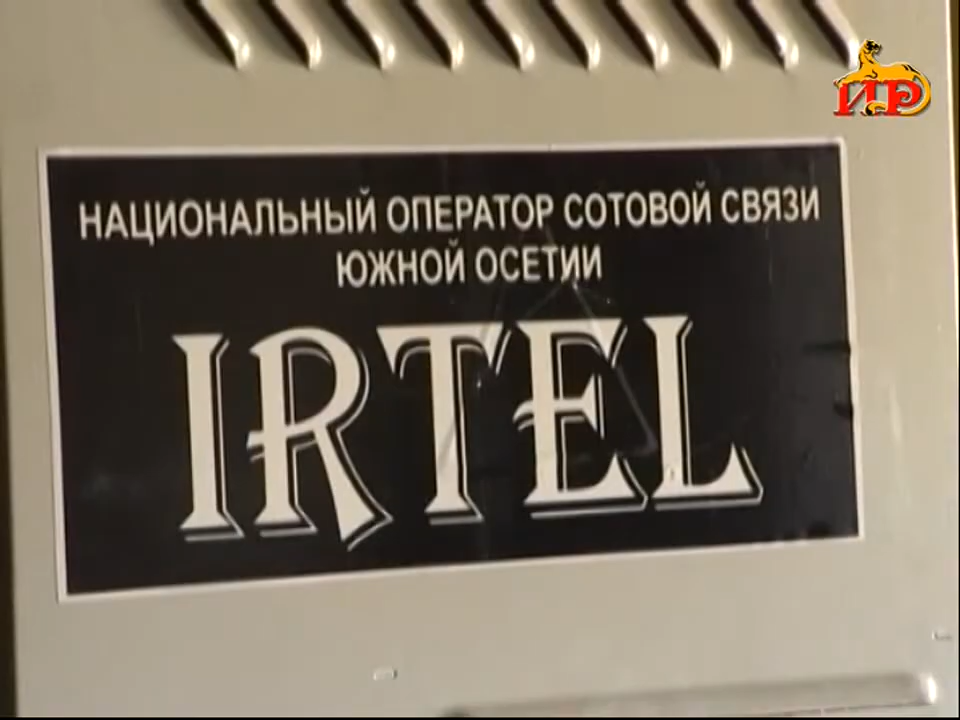 ИР
НАЦИОНАЛЬНЫЙ ОПЕРАТОР СОТОВОЙ СВЯЗИ
ЮЖНОЙ ОСЕТИИ
IRTEL